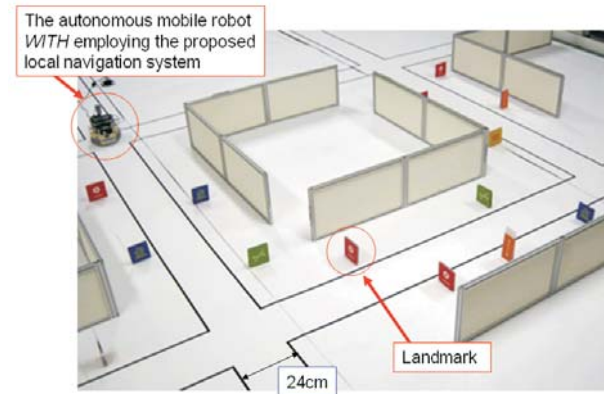 The autonomous mobile robot
WITH employing the proposed
local navigation system
Landmark
24cm